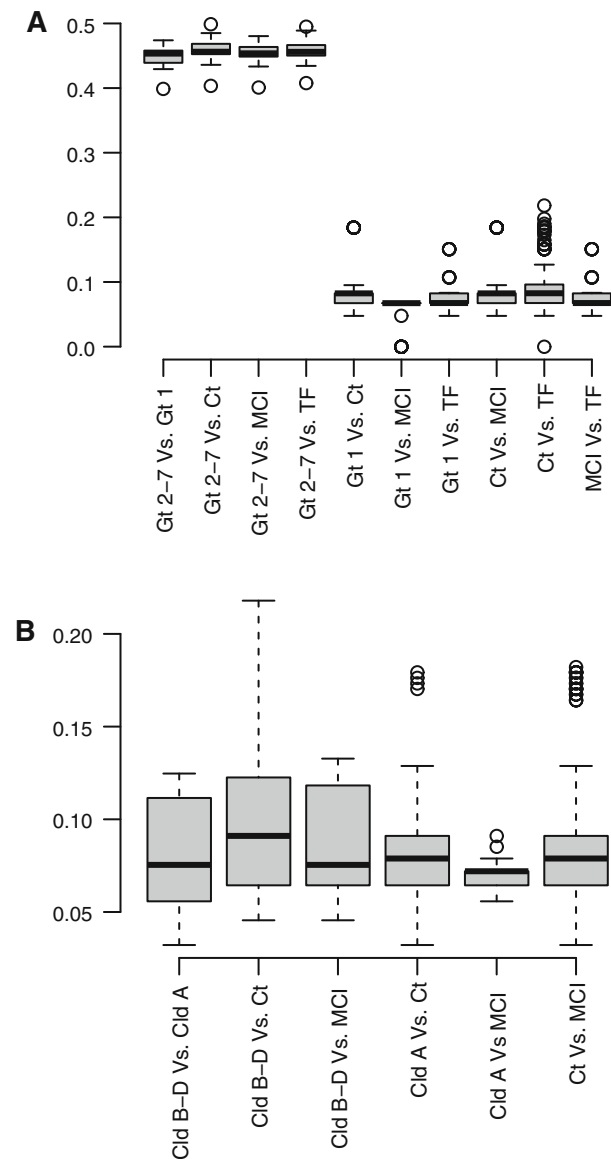 A
0.5
0.4
0.3
0.2
0.1
0.0
Gt 2–7 Vs. Gt 1
Gt 2–7 Vs. Ct
Gt 2–7 Vs. MCI
Gt 2–7 Vs. TF
Gt 1 Vs. Ct
Gt 1 Vs. MCI
Gt 1 Vs. TF
Ct Vs. MCI
Ct Vs. TF
MCI Vs. TF
B
0.20
0.15
0.10
0.05
Cld B–D Vs. Cld A
Cld B–D Vs. Ct
Cld B–D Vs. MCI
Cld A Vs. Ct
Cld A Vs MCI
Ct Vs. MCI